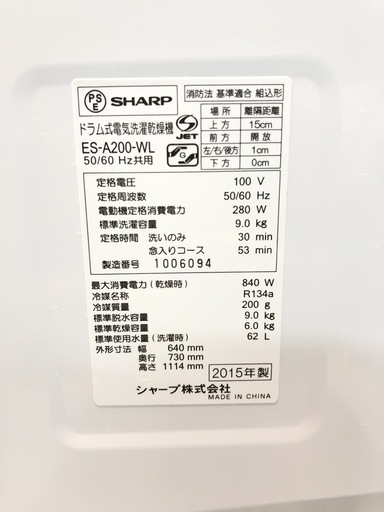 PS E SHARP
ドラム式電気洗濯乾燥機
ES-A200-WL
50/60 Hz共用
S JET
G
消防法 基準適合 組込形
場所 離隔距離
上方 15cm
前方 開放
左/右/後方 1cm
下方 0cm
定格電圧 100 V
定格周波数 50/60 Hz
電動機定格消費電力 280 W
標準洗濯容量 9.0 kg
定格時間 洗いのみ 30 min
念入りコース 53 min
製造番号 1006094
最大消費電力(乾燥時) 840 W
冷媒名称 R134a
冷媒質量 200 g
標準脱水容量 9.0 kg
標準乾燥容量 6.0 kg
標準使用水量(洗濯時) 62 L
外形寸法 幅 640 mm
奥行 730 mm
高さ 1114 mm
シャープ株式会社
2015年製
MADE IN CHINA